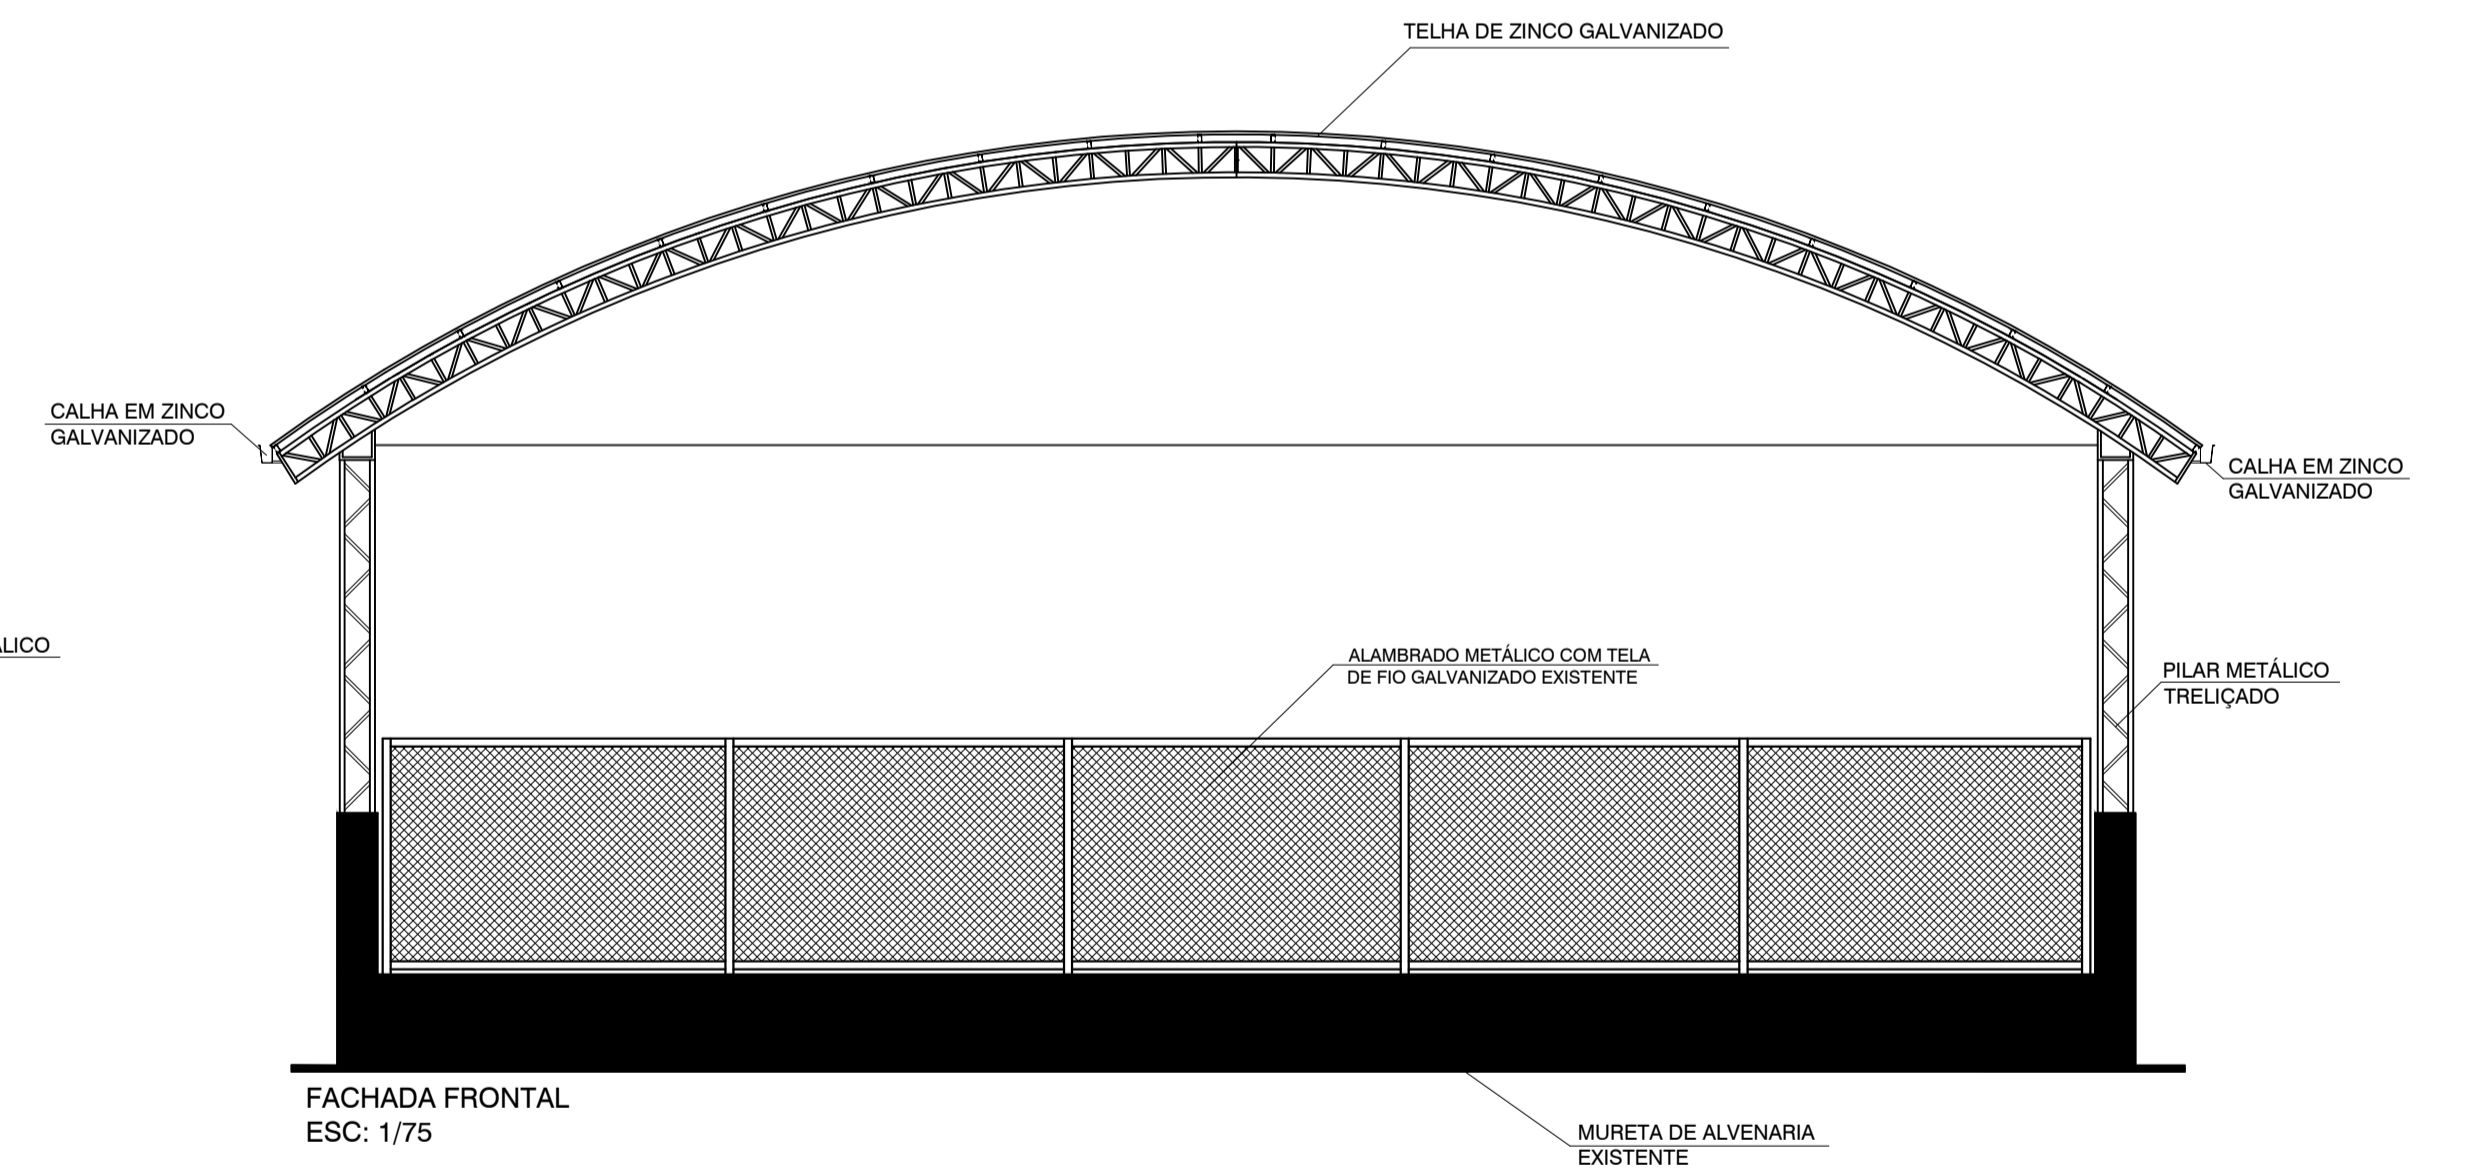 TELHA DE ZINCO GALVANIZADO
CALHA EM ZINCO
GALVANIZADO
CALHA EM ZINCO
GALVANIZADO
ALAMBRADO METÁLICO COM TELA
DE FIO GALVANIZADO EXISTENTE
PILAR METÁLICO
TRELIÇADO
FACHADA FRONTAL
ESC: 1/75
MURETA DE ALVENARIA
EXISTENTE